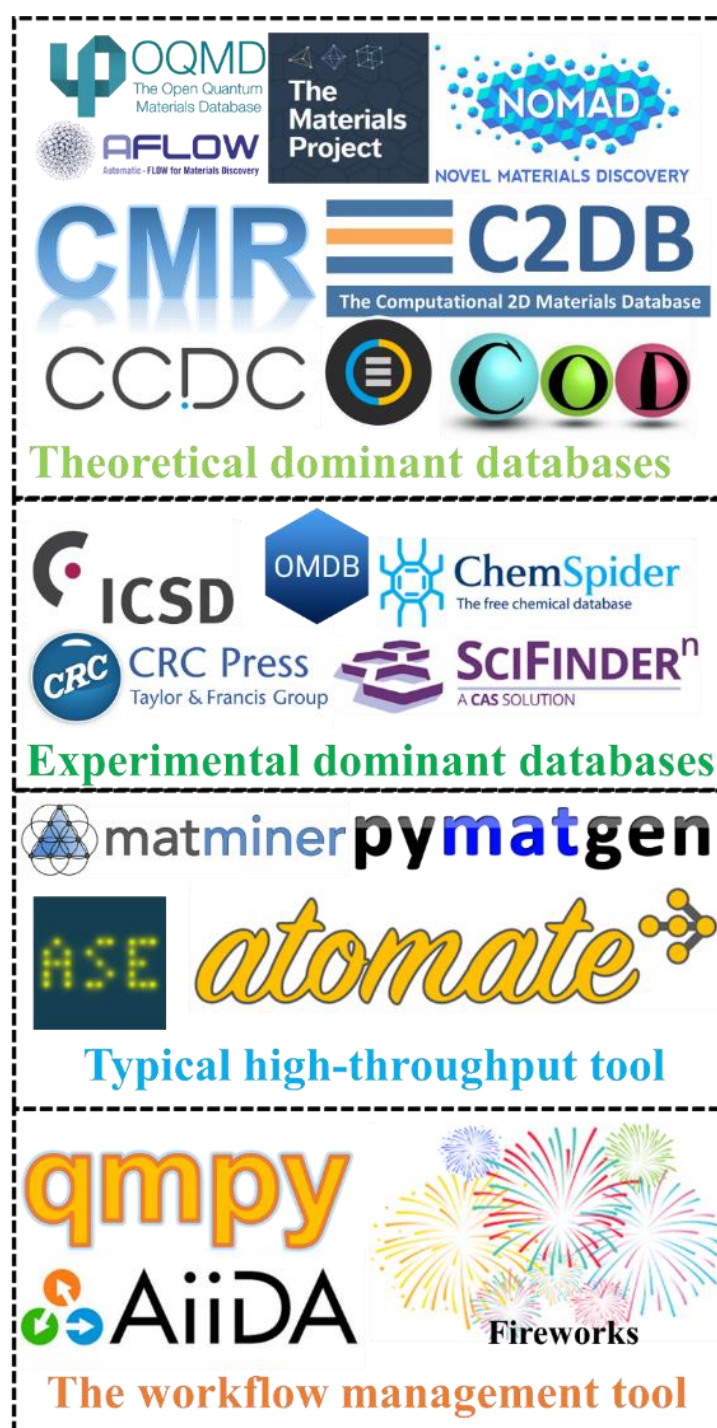 OQMD
The Open Quantum
Materials Database
AFLOW
Automatic - FLOW for Materials Discovery
The
Materials
Project
NOMAD
NOVEL MATERIALS DISCOVERY
CMR
C2DB
The Computational 2D Materials Database
CCDC
COD
Theoretical dominant databases
ICSD
OMDB
ChemSpider
The free chemical database
CRC
CRC Press
Taylor & Francis Group
SCIFINDERⁿ
A CAS SOLUTION
Experimental dominant databases
matminer
pymatgen
ASE
atomate
Typical high-throughput tool
qmpy
AiiDA
Fireworks
The workflow management tool